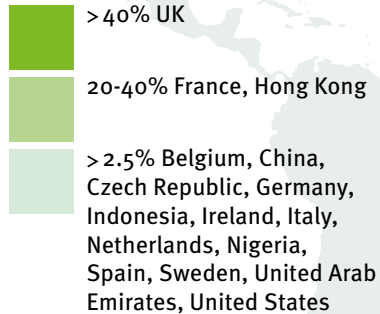 >40% UK
20-40% France, Hong Kong
>2.5% Belgium, China,
Czech Republic, Germany,
Indonesia, Ireland, Italy,
Netherlands, Nigeria,
Spain, Sweden, United Arab
Emirates, United States